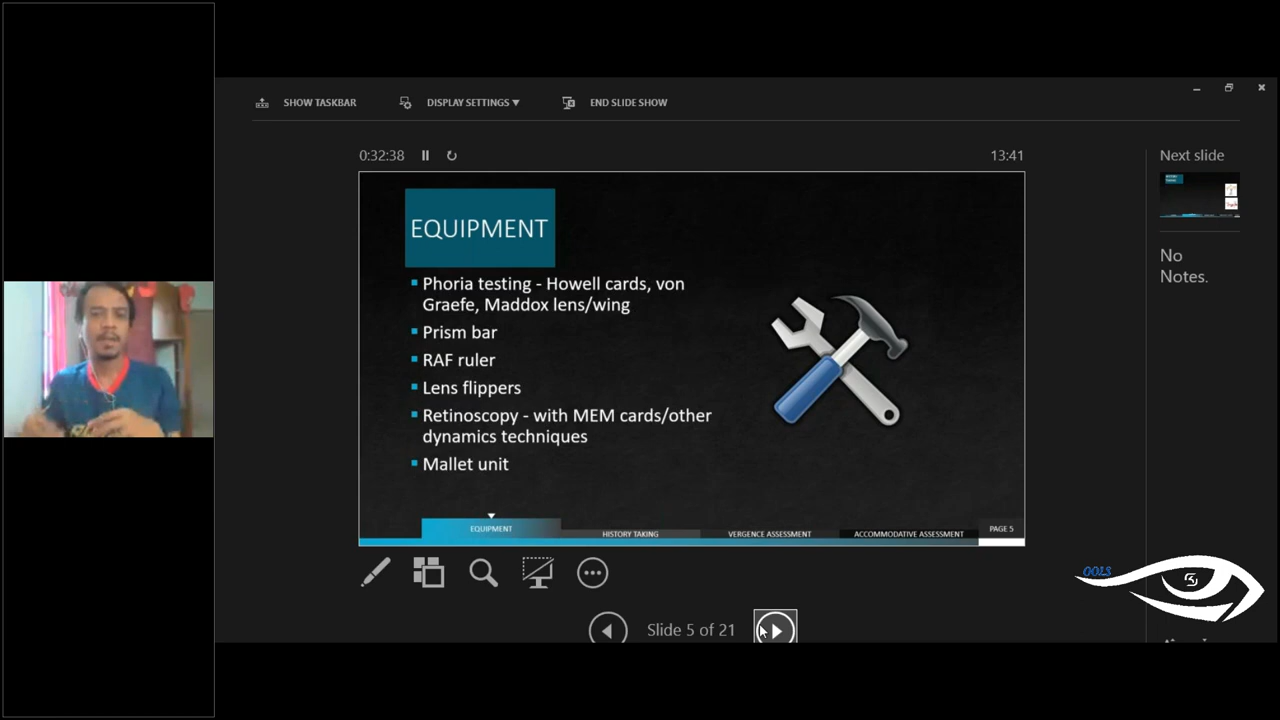 SHOW TASKBAR
DISPLAY SETTINGS ▼
END SLIDE SHOW
0:32:38
13:41
Next slide
EQUIPMENT
Phoria testing - Howell cards, von
Graefe, Maddox lens/wing
Prism bar
RAF ruler
Lens flippers
Retinoscopy - with MEM cards/other
dynamics techniques
Mallet unit
No
Notes.
EQUIPMENT
HISTORY TAKING
VERGENCE ASSESSMENT
ACCOMMODATIVE ASSESSMENT
PAGE 5
OOLS
Slide 5 of 21